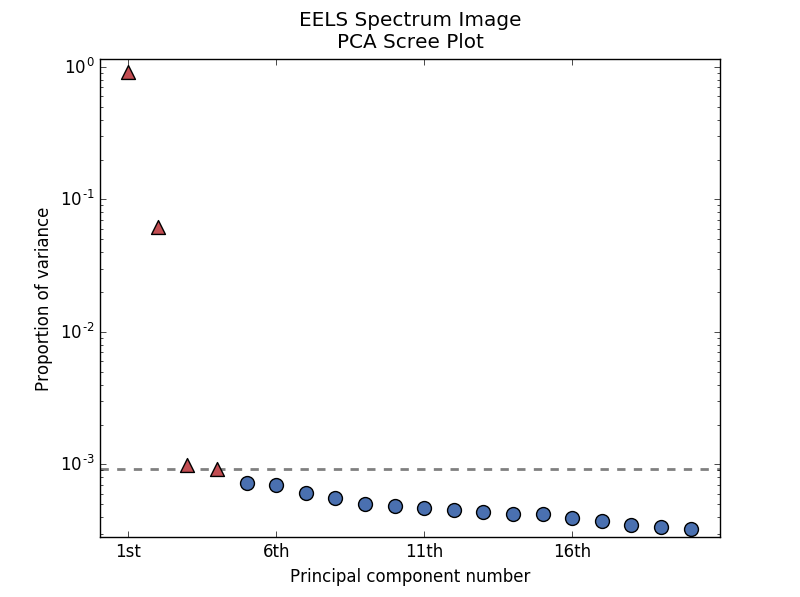 EELS Spectrum Image
PCA Scree Plot
10^0
10^-1
10^-2
10^-3
Proportion of variance
1st 6th 11th 16th
Principal component number